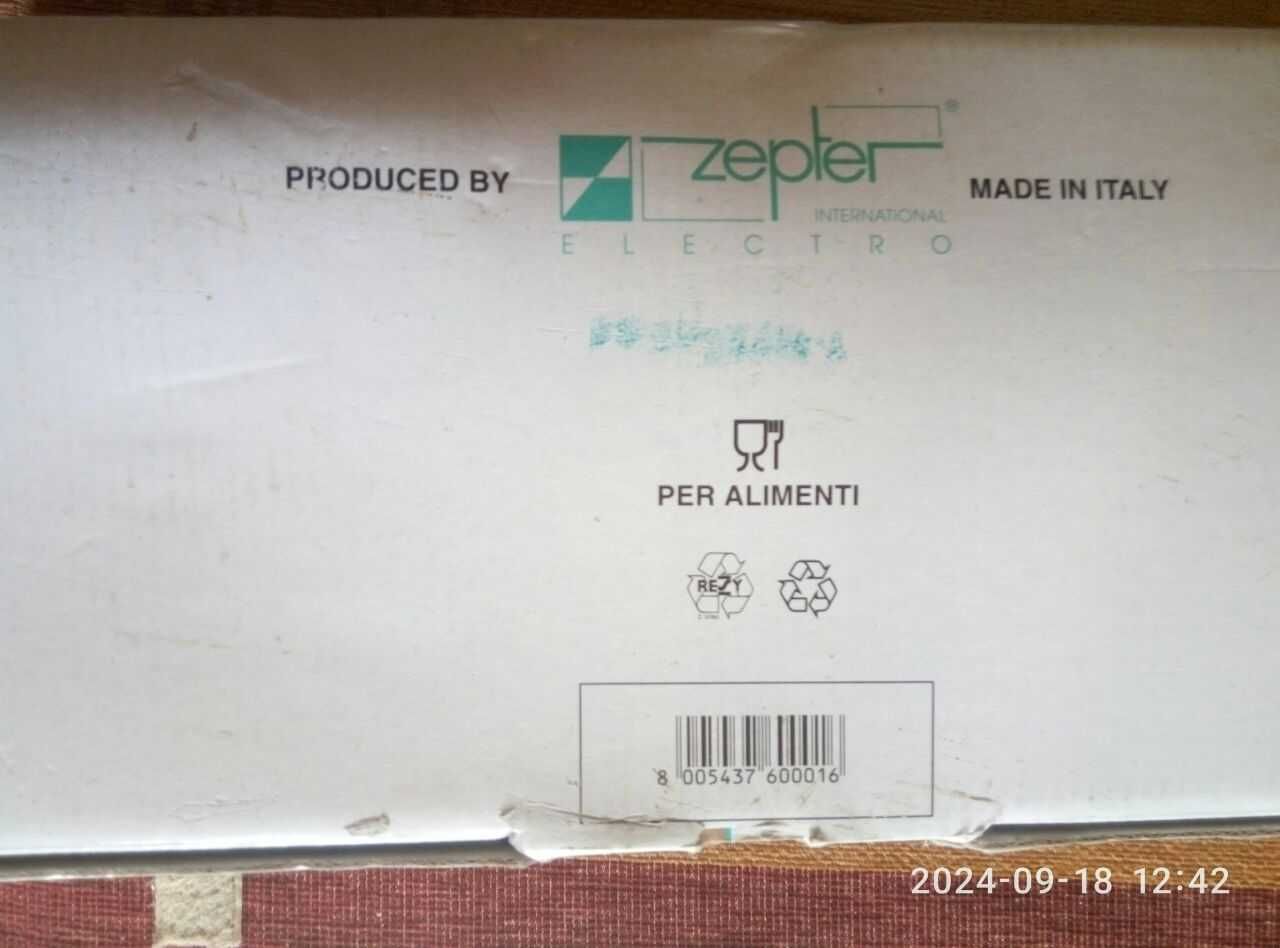 PRODUCED BY
zepter®
INTERNATIONAL
ELECTRO
MADE IN ITALY
PER ALIMENTI
REZY
8 005437 600016
2024-09-18 12:42